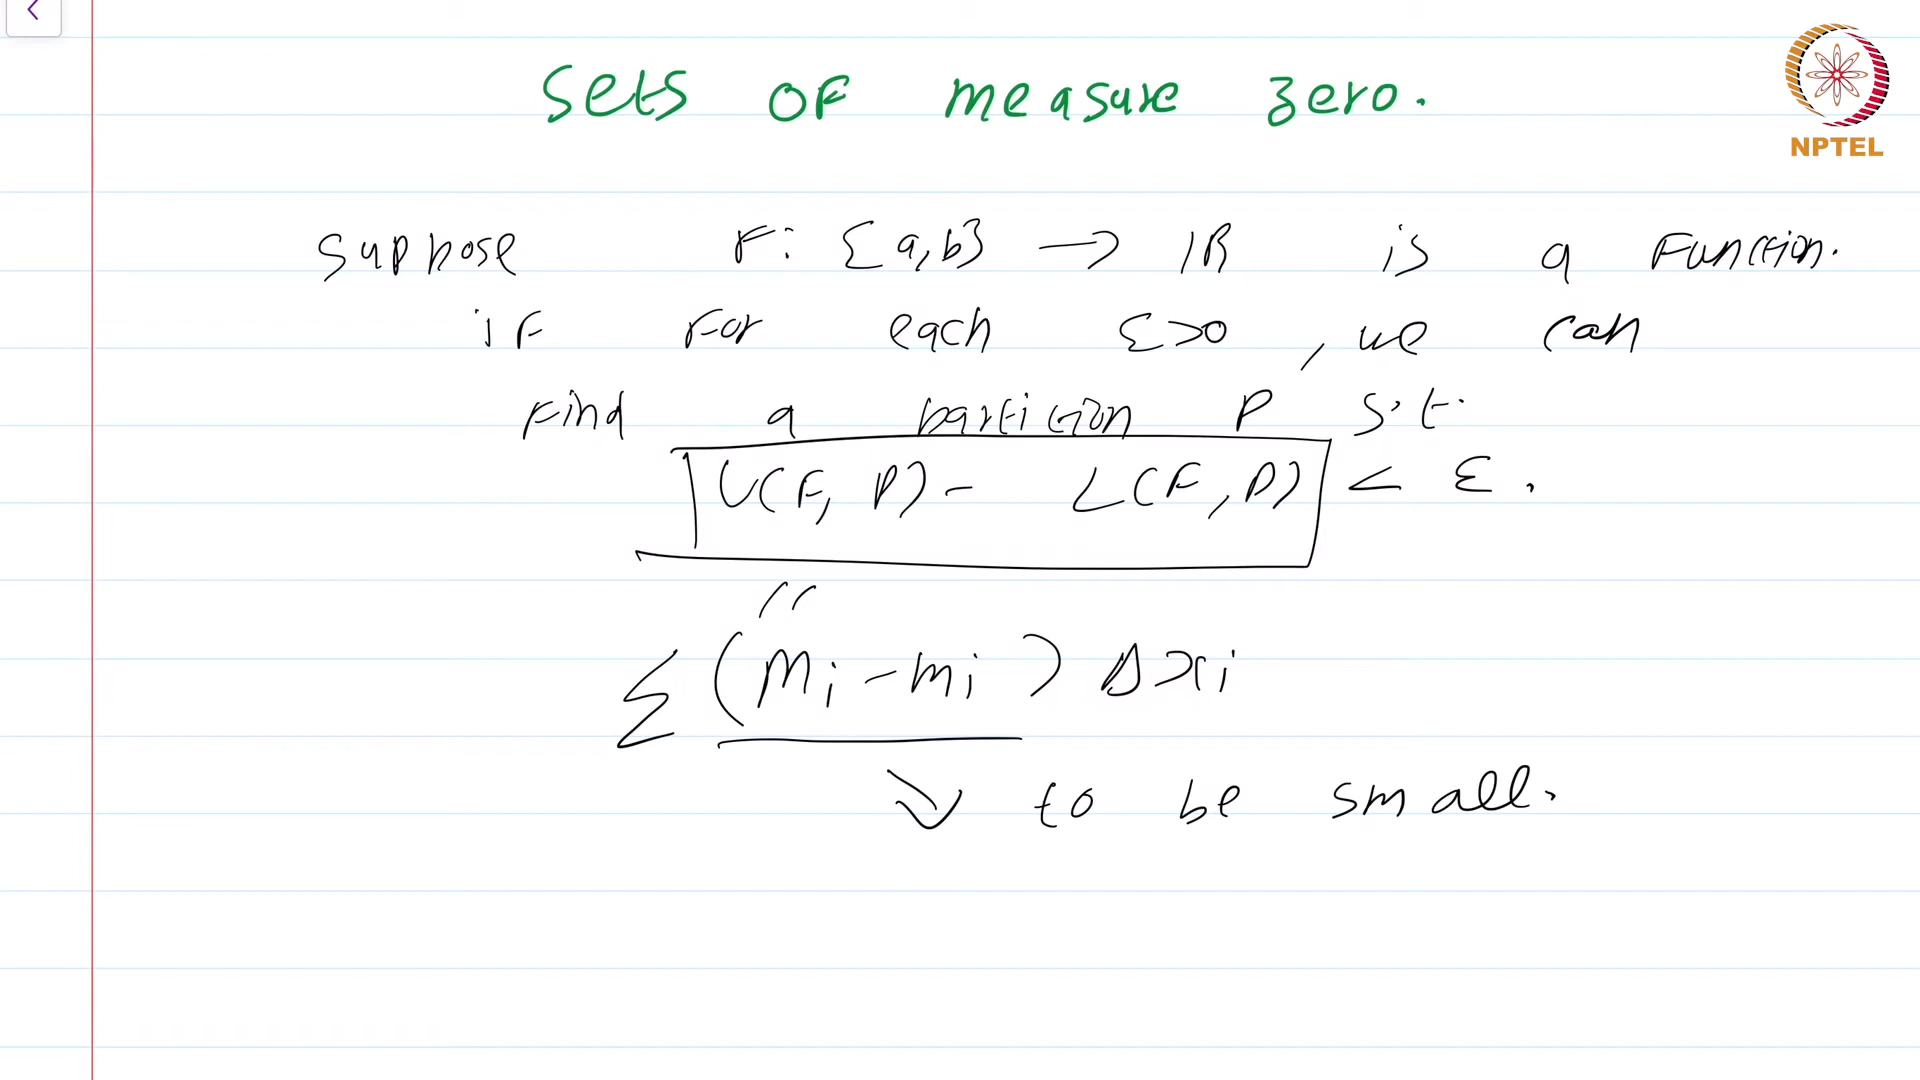 Sets of measure zero.
NPTEL
Suppose F: [a,b] → ℝ is a function.
if for each ε>0, we can
find a partition P s.t.
U(F, P) - L(F, P) < ε.
"
Σ (Mi - mi) Δxi
to be small.